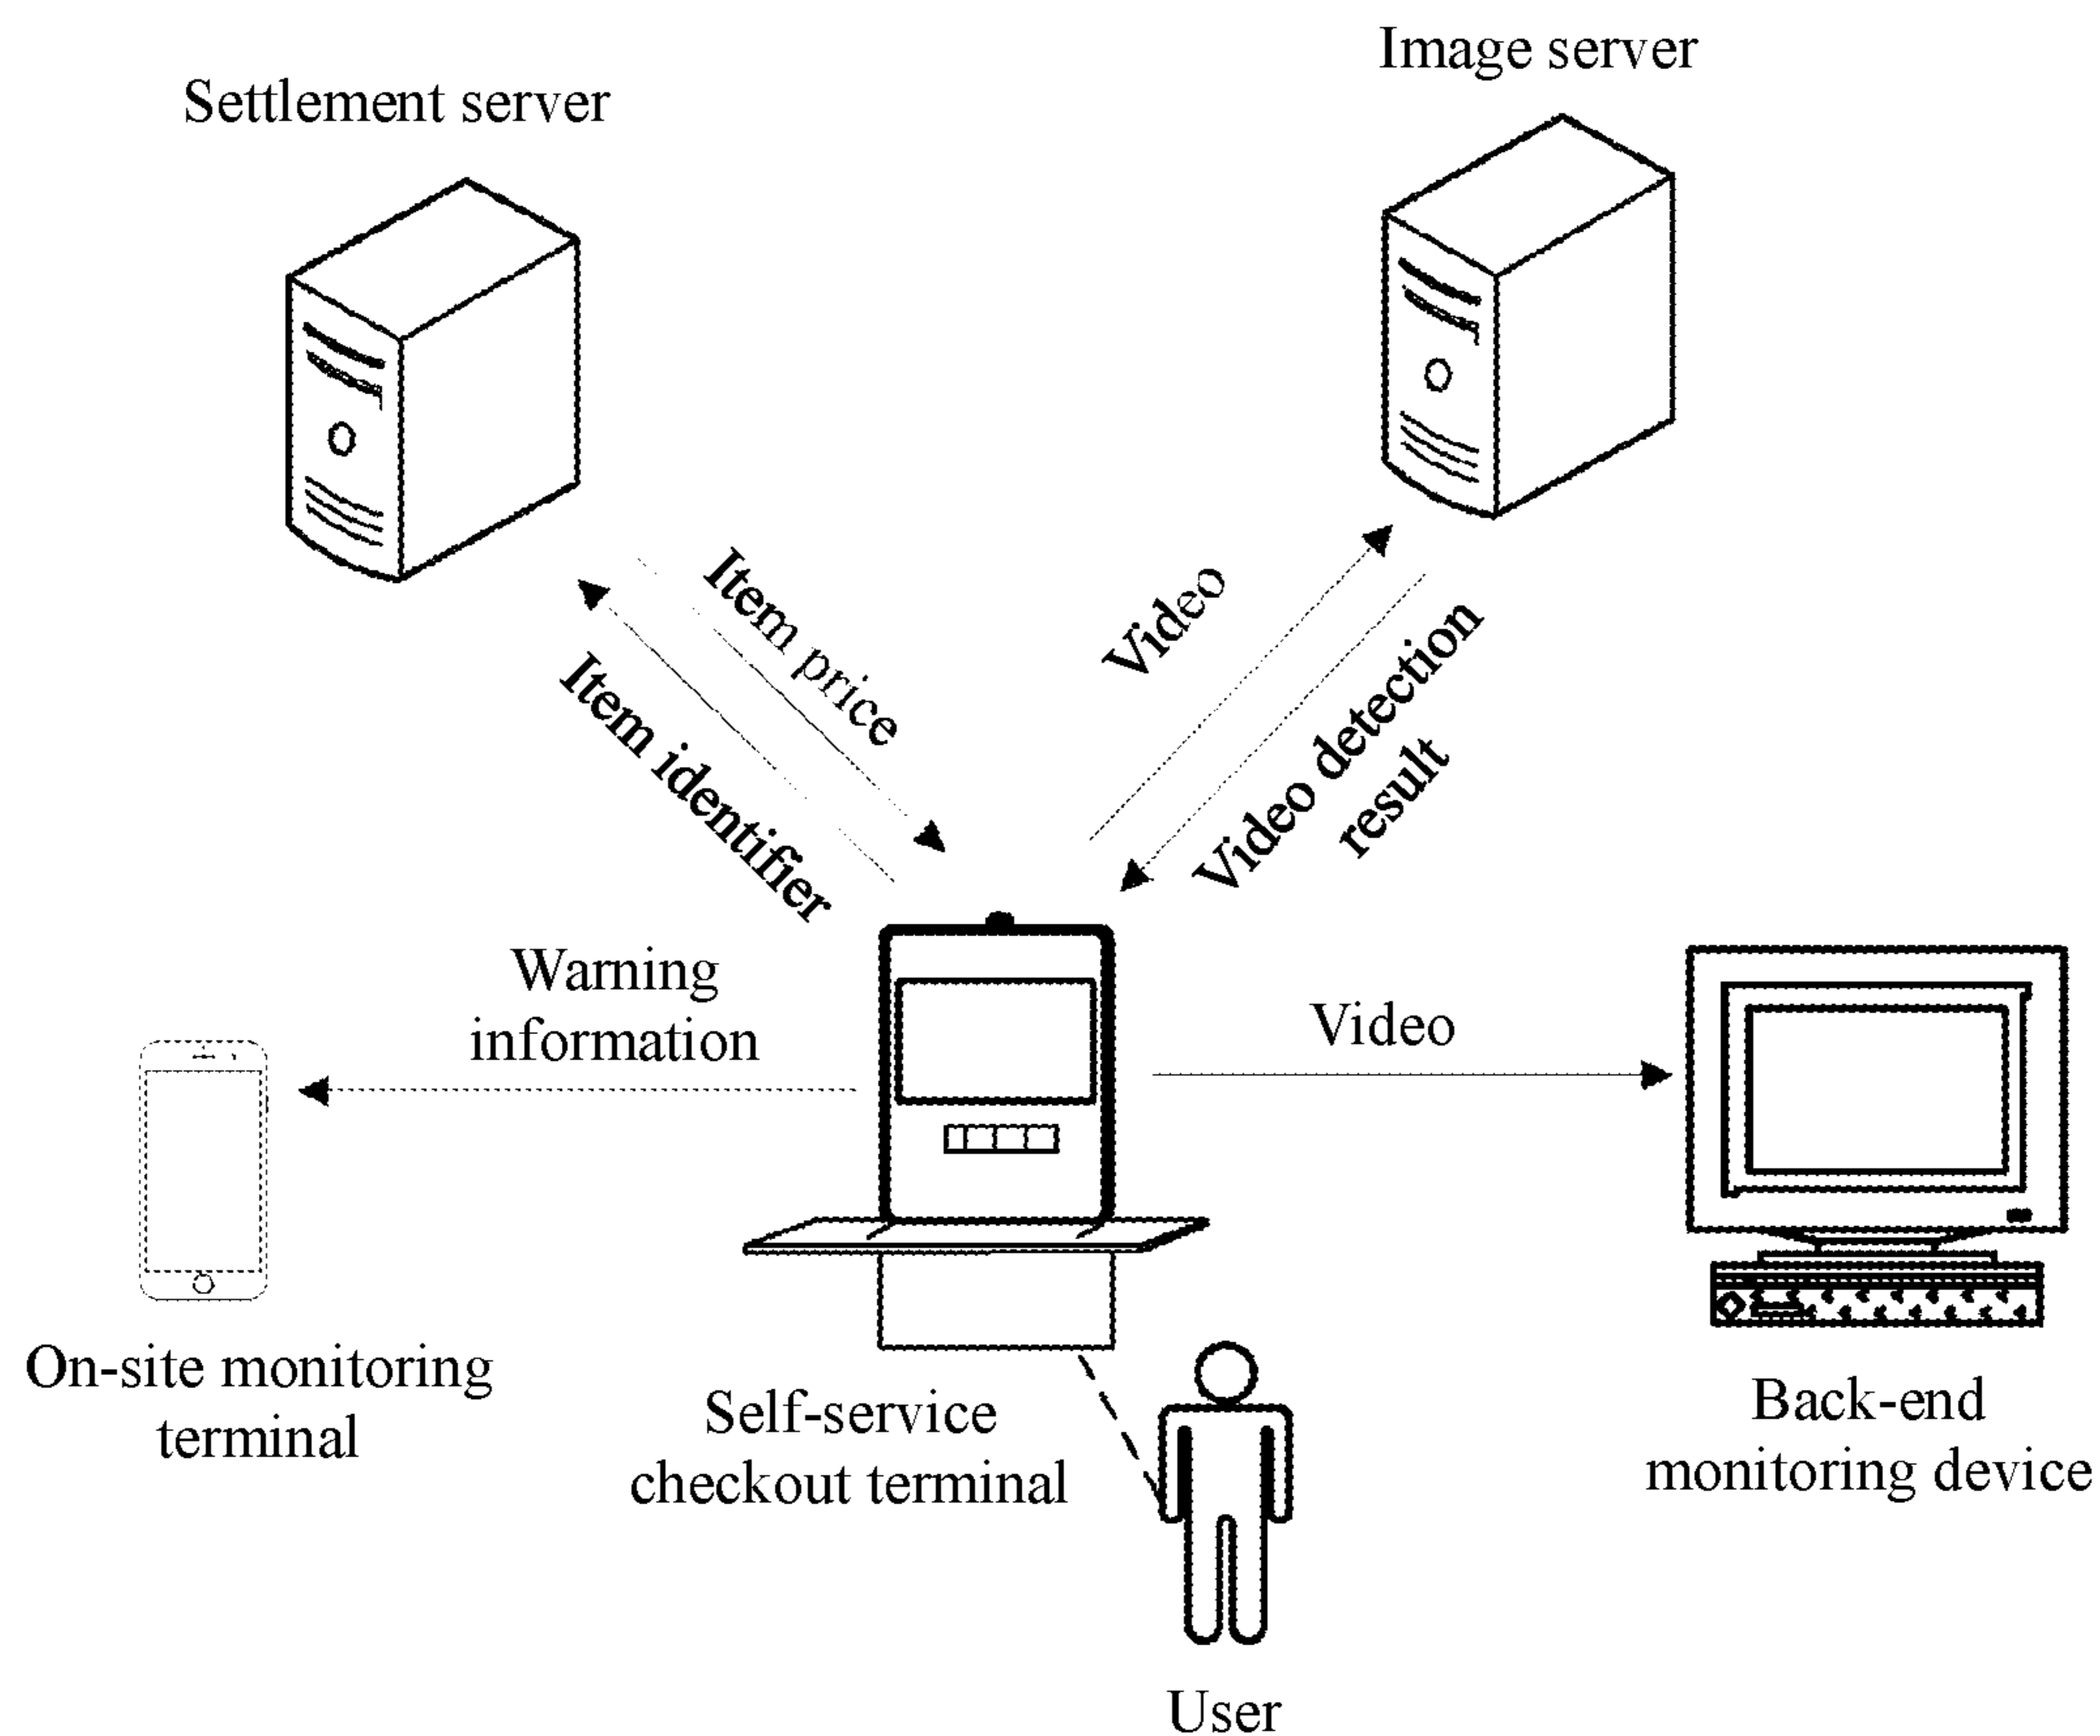 Image server
Settlement server
Item price
Item identifier
Video
Video detection
result
Warning
information
Video
On-site monitoring
terminal
Self-service
checkout terminal
Back-end
monitoring device
User